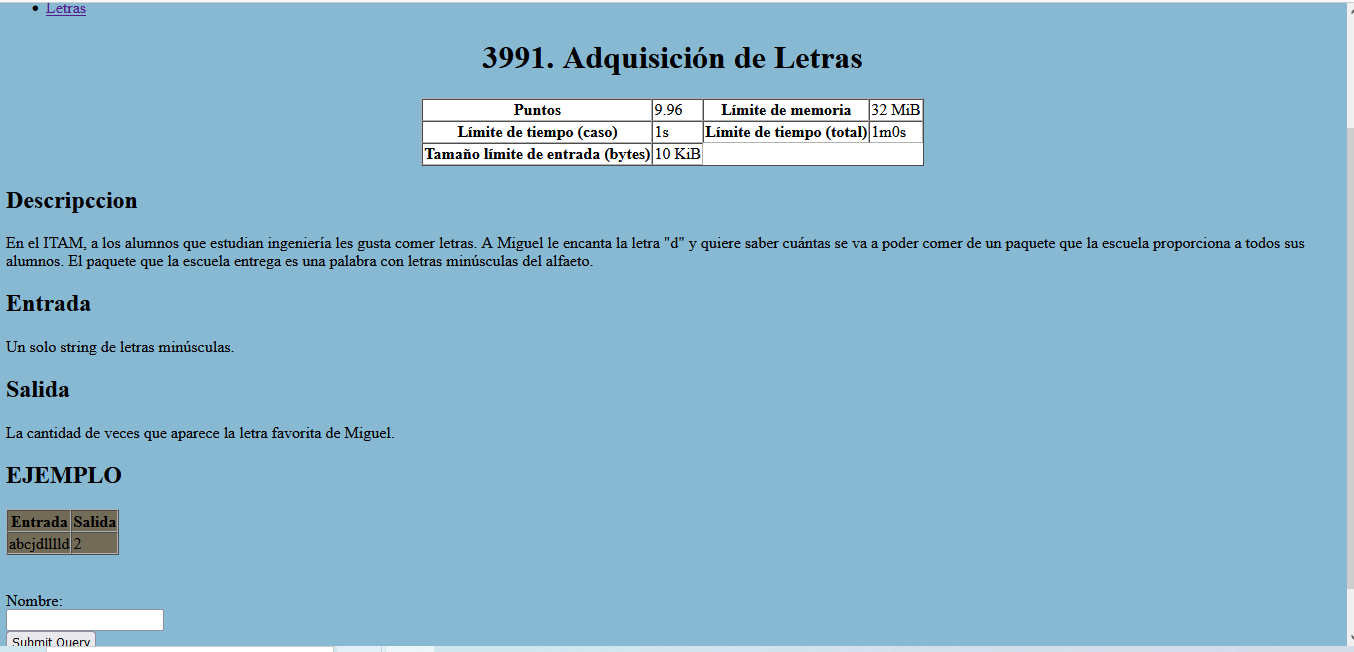 Letras
3991. Adquisición de Letras
Puntos 9.96 Límite de memoria 32 MiB
Límite de tiempo (caso) 1s Límite de tiempo (total) 1m0s
Tamaño límite de entrada (bytes) 10 KiB
Descripccion
En el ITAM, a los alumnos que estudian ingeniería les gusta comer letras. A Miguel le encanta la letra "d" y quiere saber cuántas se va a poder comer de un paquete que la escuela proporciona a todos sus
alumnos. El paquete que la escuela entrega es una palabra con letras minúsculas del alfaeto.
Entrada
Un solo string de letras minúsculas.
Salida
La cantidad de veces que aparece la letra favorita de Miguel.
EJEMPLO
Entrada Salida
abcjdlllld 2
Nombre:
Submit Query